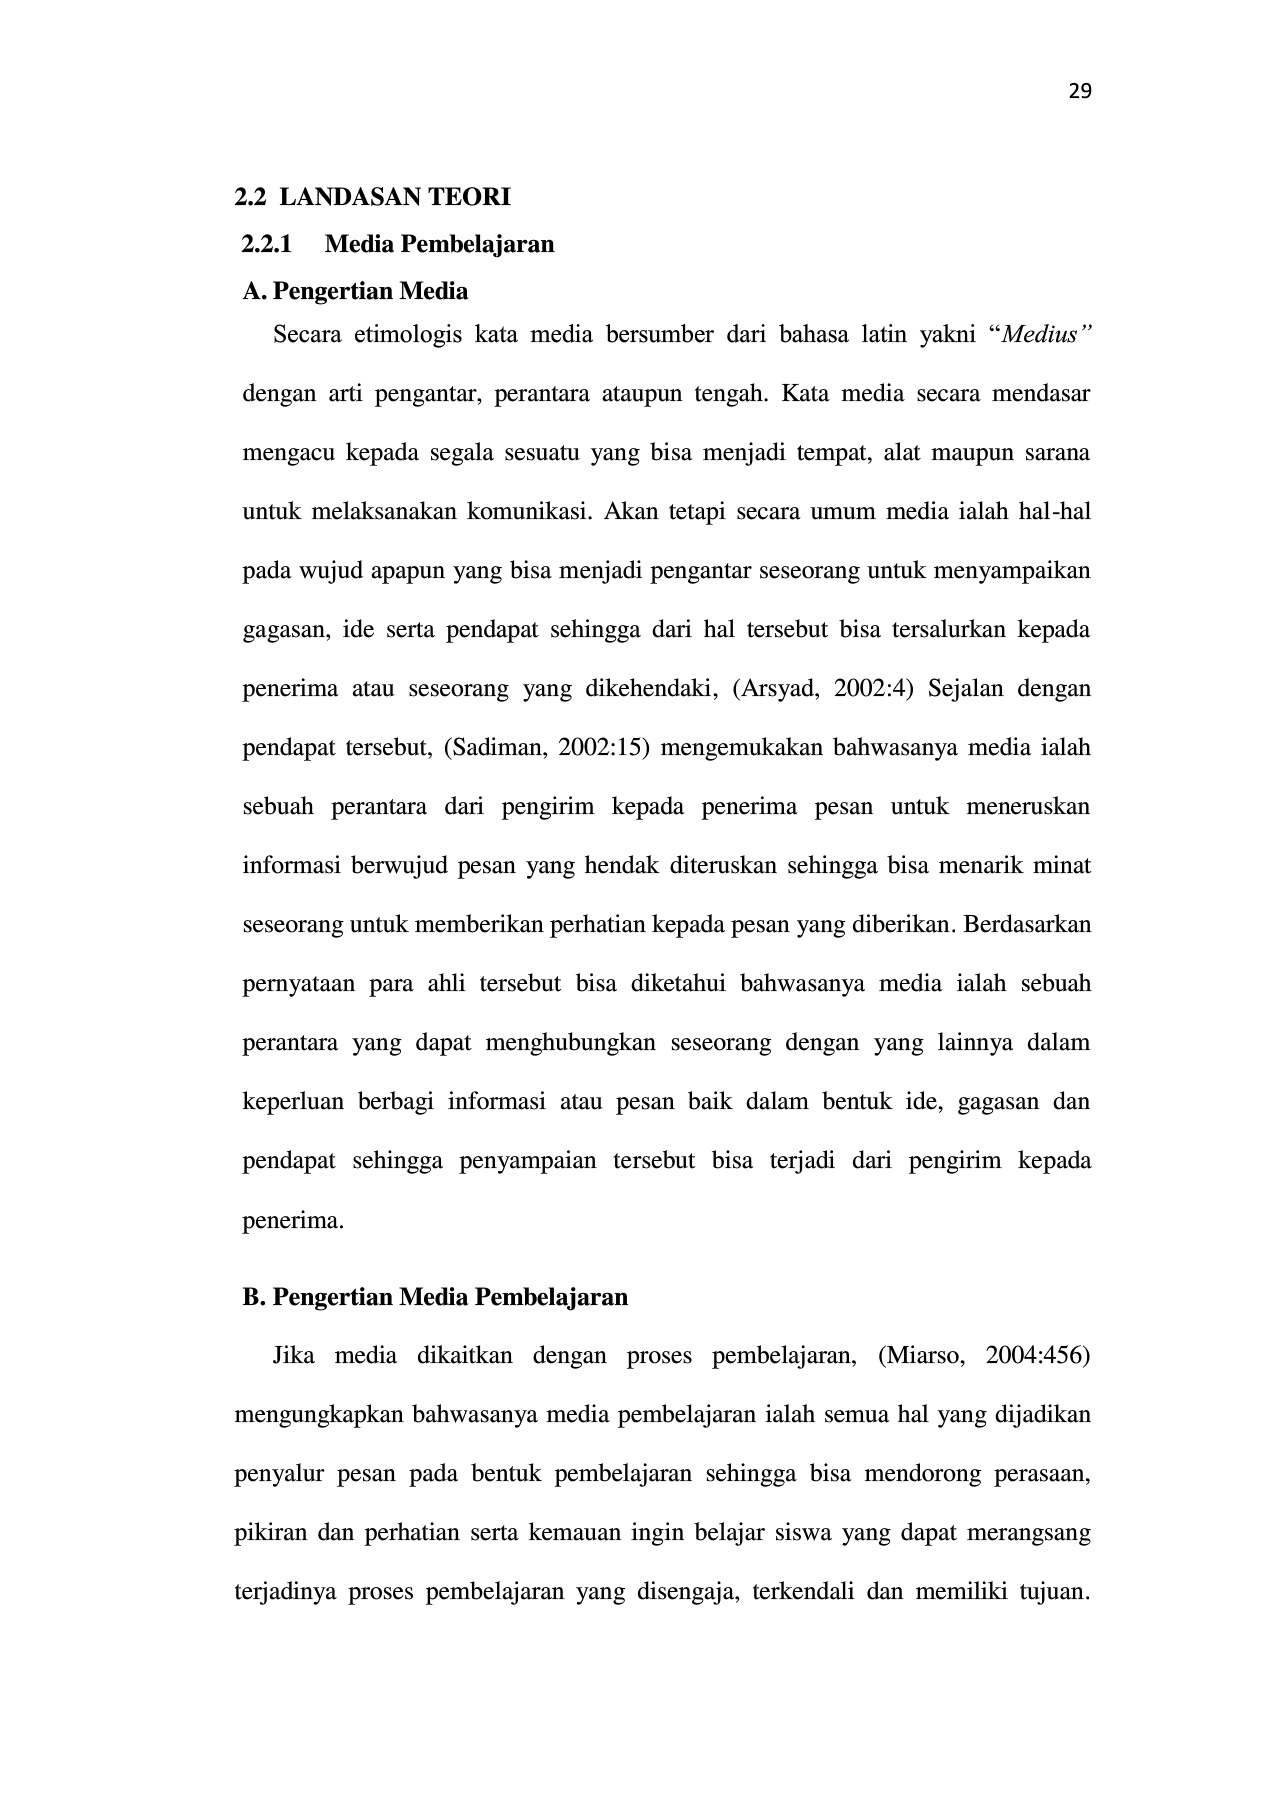 29
2.2 LANDASAN TEORI
2.2.1 Media Pembelajaran
A. Pengertian Media
Secara etimologis kata media bersumber dari bahasa latin yakni “Medius”
dengan arti pengantar, perantara ataupun tengah. Kata media secara mendasar
mengacu kepada segala sesuatu yang bisa menjadi tempat, alat maupun sarana
untuk melaksanakan komunikasi. Akan tetapi secara umum media ialah hal-hal
pada wujud apapun yang bisa menjadi pengantar seseorang untuk menyampaikan
gagasan, ide serta pendapat sehingga dari hal tersebut bisa tersalurkan kepada
penerima atau seseorang yang dikehendaki, (Arsyad, 2002:4) Sejalan dengan
pendapat tersebut, (Sadiman, 2002:15) mengemukakan bahwasanya media ialah
sebuah perantara dari pengirim kepada penerima pesan untuk meneruskan
informasi berwujud pesan yang hendak diteruskan sehingga bisa menarik minat
seseorang untuk memberikan perhatian kepada pesan yang diberikan. Berdasarkan
pernyataan para ahli tersebut bisa diketahui bahwasanya media ialah sebuah
perantara yang dapat menghubungkan seseorang dengan yang lainnya dalam
keperluan berbagi informasi atau pesan baik dalam bentuk ide, gagasan dan
pendapat sehingga penyampaian tersebut bisa terjadi dari pengirim kepada
penerima.
B. Pengertian Media Pembelajaran
Jika media dikaitkan dengan proses pembelajaran, (Miarso, 2004:456)
mengungkapkan bahwasanya media pembelajaran ialah semua hal yang dijadikan
penyalur pesan pada bentuk pembelajaran sehingga bisa mendorong perasaan,
pikiran dan perhatian serta kemauan ingin belajar siswa yang dapat merangsang
terjadinya proses pembelajaran yang disengaja, terkendali dan memiliki tujuan.